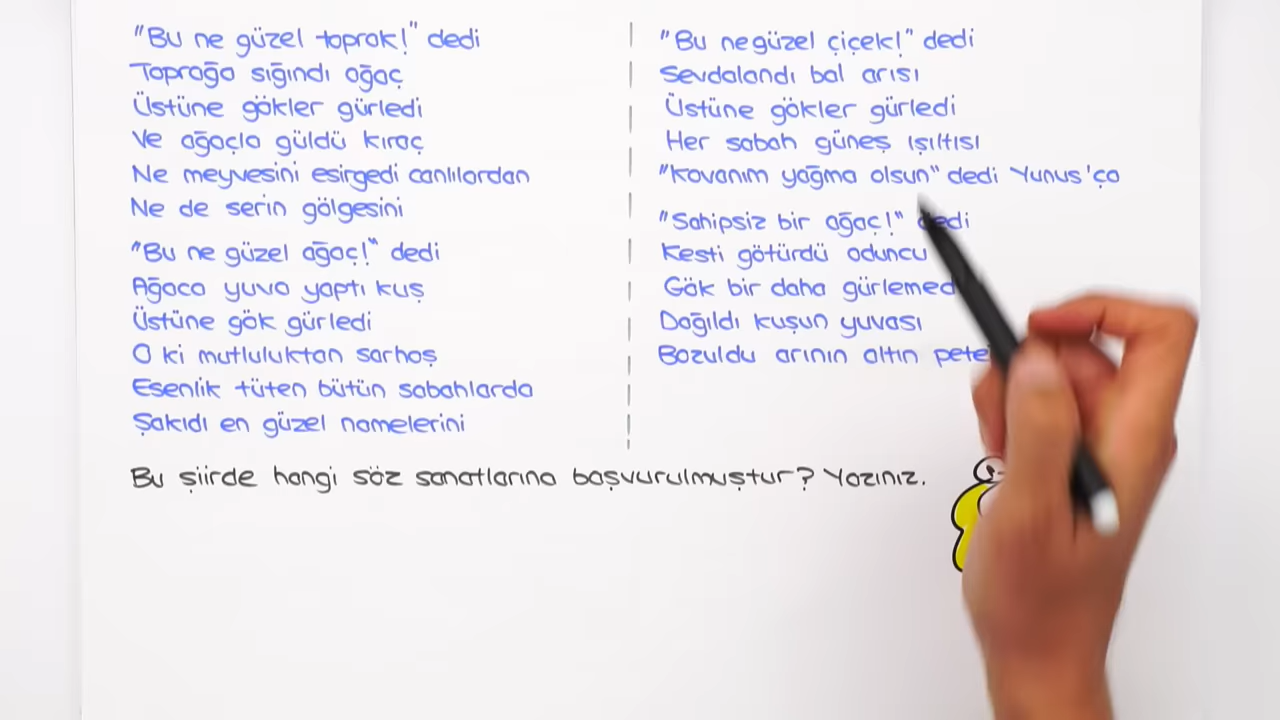 "Bu ne güzel toprak!" dedi
Toprağa sığındı ağaç
Üstüne gökler gürledi
Ve ağaçla güldü kıraç
Ne meyvesini esirgedi canlılardan
Ne de serin gölgesini
"Bu ne güzel ağaç!" dedi
Ağaca yuva yaptı kuş
Üstüne gök gürledi
O ki mutluluktan sarhoş
Esenlik tüten bütün sabahlarda
Şakıdı en güzel namelerini
"Bu ne güzel çiçek!" dedi
Sevdalandı bal arısı
Üstüne gökler gürledi
Her sabah güneş ışıltısı
"Kovanım yağma olsun" dedi Yunus'ça
"Sahipsiz bir ağaç!" dedi
Kesti götürdü oduncu
Gök bir daha
Dağıldı kuşun yuvası
Bozuldu arının altın
Bu şiirde hangi söz sanatlarına başvurulmuştur? Yazınız.